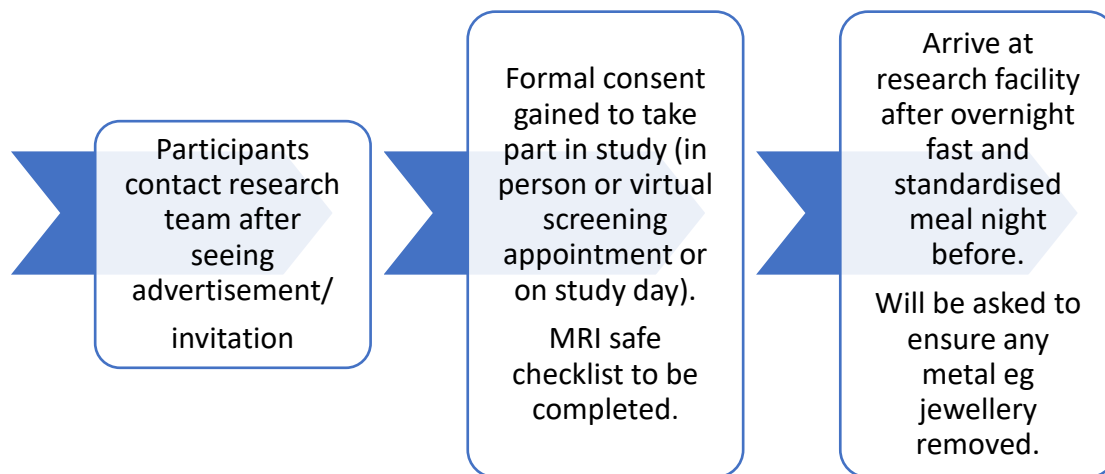 Participants
contact research
team after
seeing
advertisement/
invitation
Formal consent
gained to take
part in study (in
person or virtual
screening
appointment or
on study day).
MRI safe
checklist to be
completed.
Arrive at
research facility
after overnight
fast and
standardised
meal night
before.
Will be asked to
ensure any
metal eg
jewellery
removed.